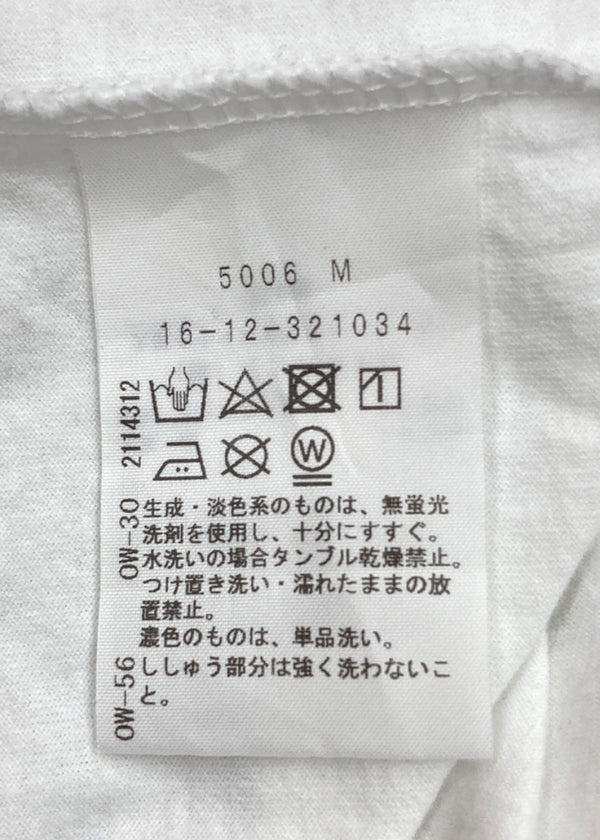 5006 M
16-12-321034
W
生成・淡色系のものは、無蛍光
洗剤を使用し、十分にすすぐ。
水洗いの場合タンブル乾燥禁止。
つけ置き洗い・濡れたままの放
置禁止。
濃色のものは、単品洗い。
ししゅう部分は強く洗わないこ
と。
OW-56
OW-30
2114312